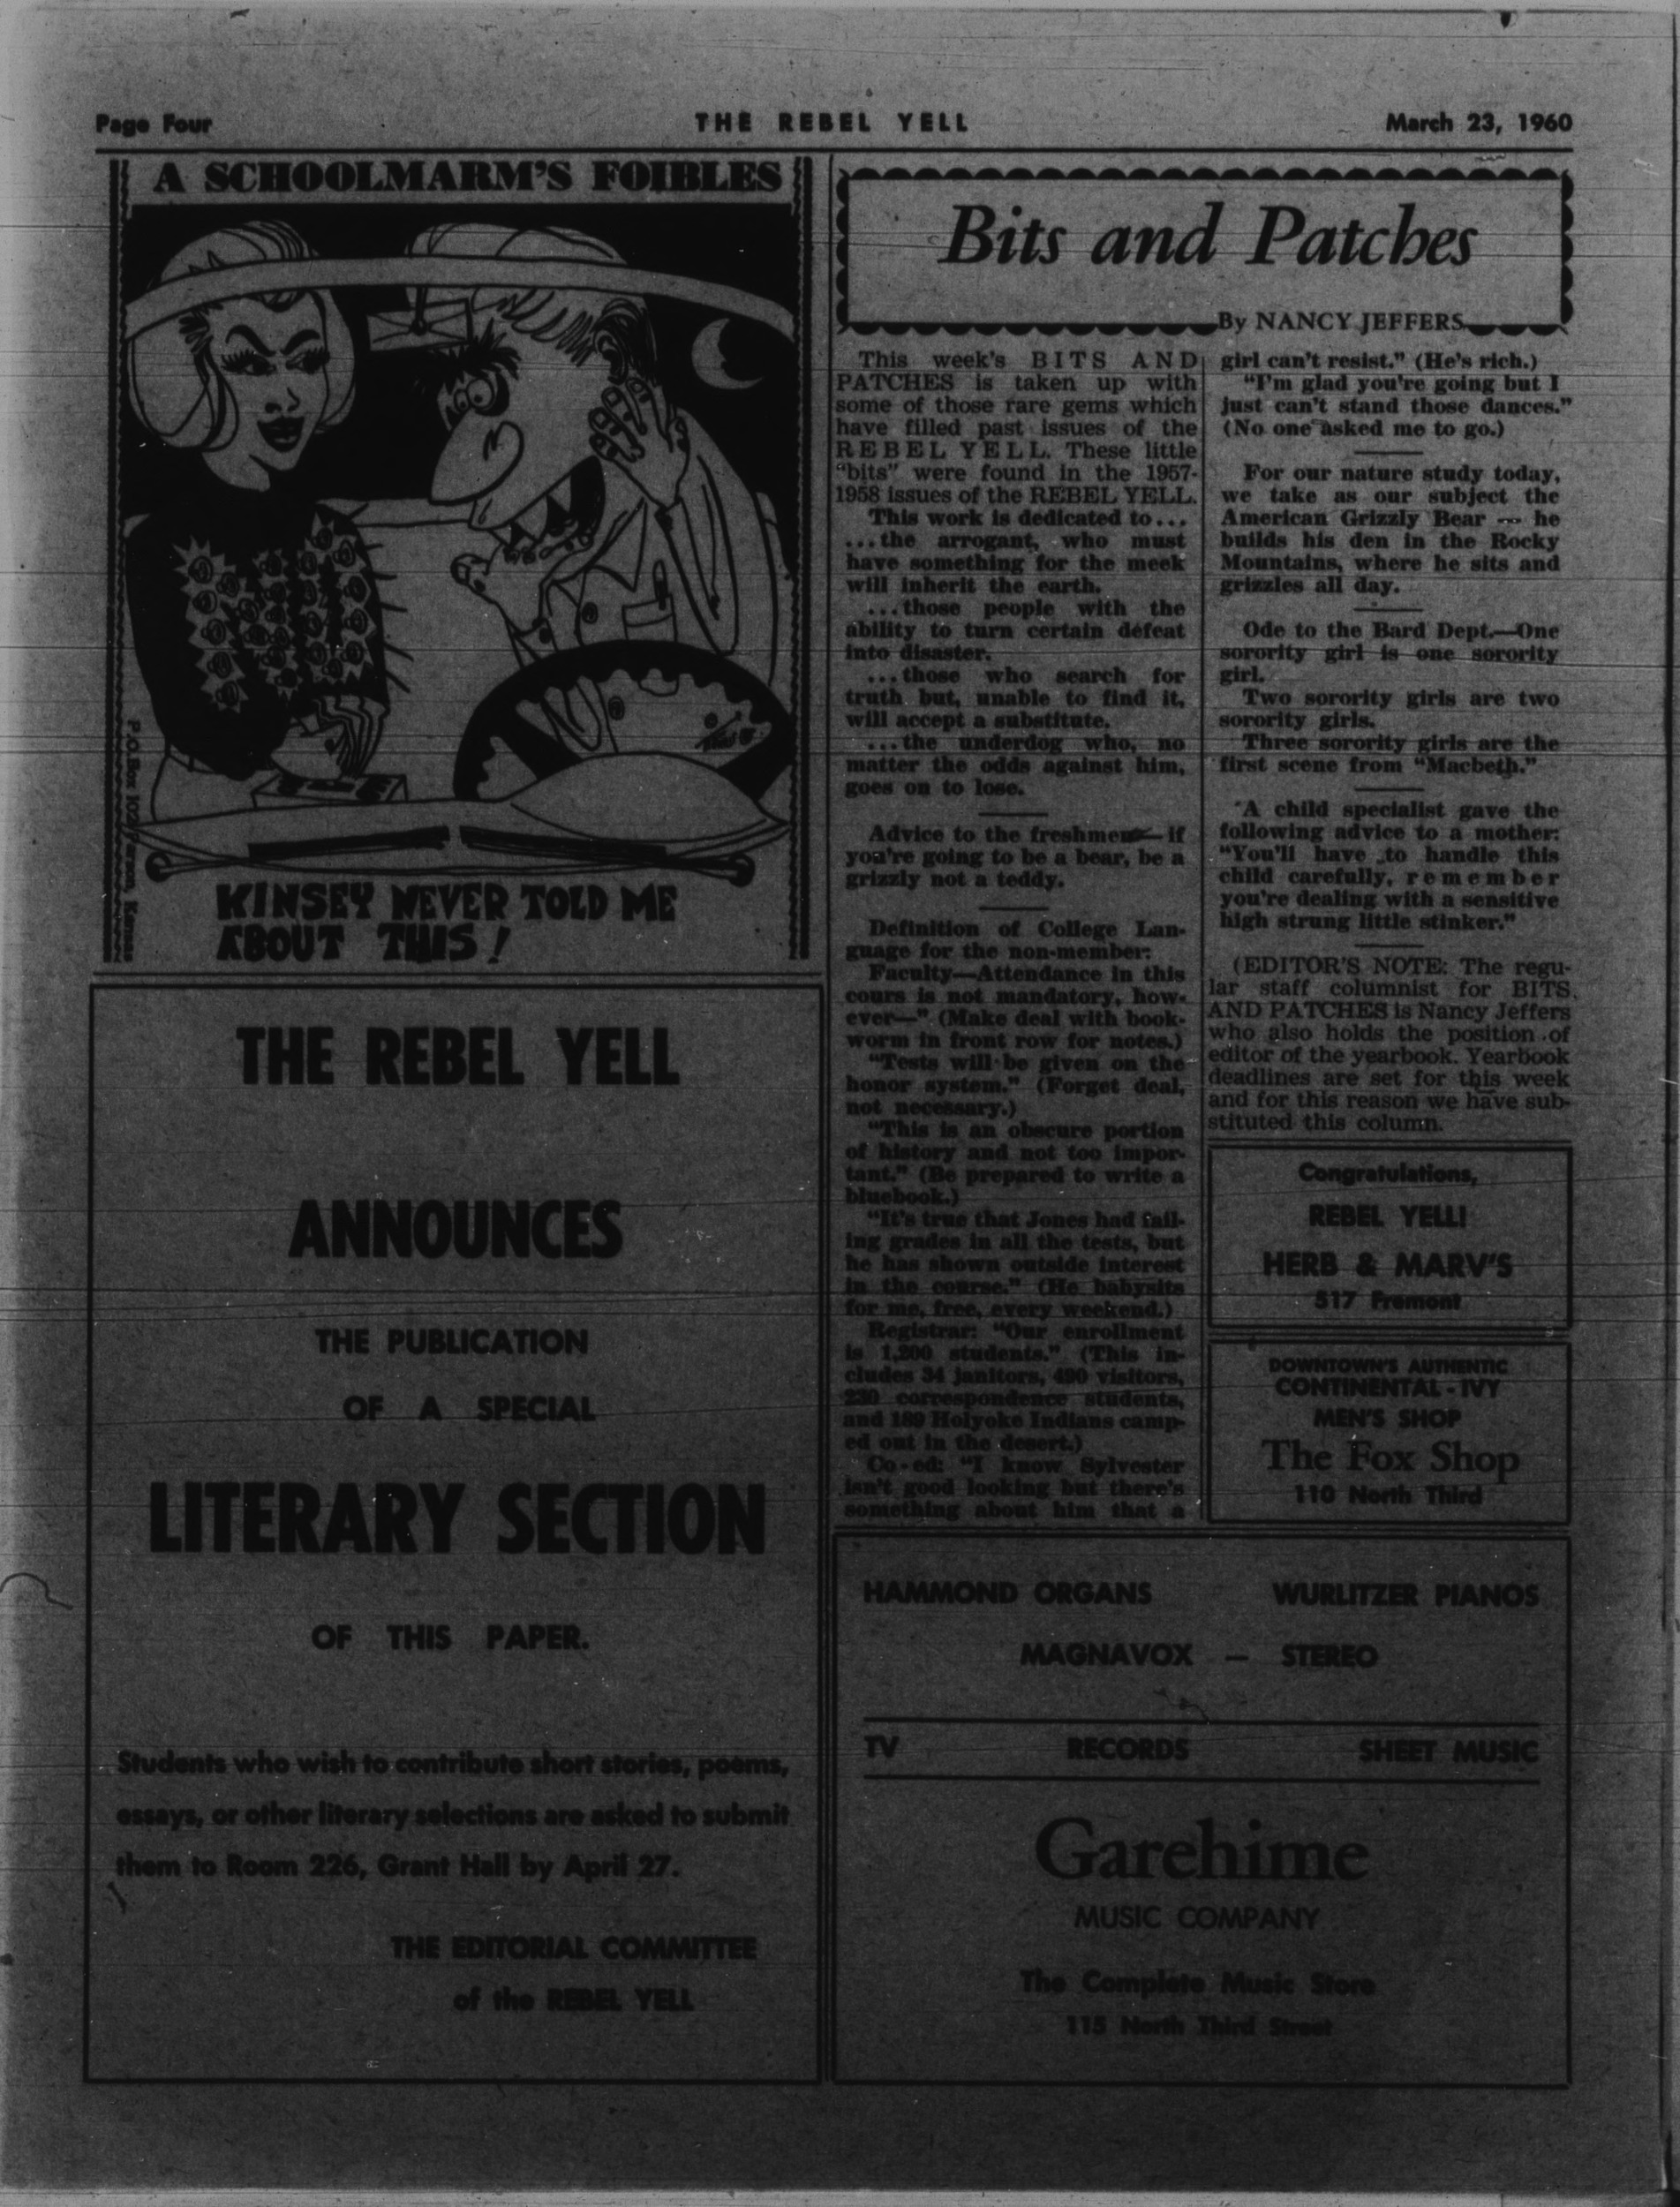 Page Four
THE REBEL YELL
March 23, 1960
A SCHOOLMARM'S FOIBLES
P.O.Box 1027
Kansas
KINSEY NEVER TOLD ME
ABOUT THIS!
THE REBEL YELL
ANNOUNCES
THE PUBLICATION
OF A SPECIAL
LITERARY SECTION
OF THIS PAPER.
Students who wish to contribute short stories, poems,
essays, or other literary selections are asked to submit
them to Room 226, Grant Hall by April 27.
THE EDITORIAL COMMITTEE
of the REBEL YELL
Bits and Patches
By NANCY JEFFERS
This week's BITS AND
PATCHES is taken up with
some of those rare gems which
have filled past issues of the
REBEL YELL. These little
"bits" were found in the 1957-
1958 issues of the REBEL YELL.
This work is dedicated to...
...the arrogant, who must
have something for the meek
will inherit the earth.
...those people with the
ability to turn certain defeat
into disaster.
...those who search for
truth but, unable to find it,
will accept a substitute.
...the underdog who, no
matter the odds against him,
goes on to lose.
Advice to the freshmen—if
you're going to be a bear, be a
grizzly not a teddy.
Definition of College Lan-
guage for the non-member:
Faculty—Attendance in this
cours is not mandatory, how-
ever—" (Make deal with book-
worm in front row for notes.)
"Tests will be given on the
honor system." (Forget deal,
not necessary.)
"This is an obscure portion
of history and not too impor-
tant." (Be prepared to write a
bluebook.)
"It's true that Jones had fail-
ing grades in all the tests, but
he has shown outside interest
in the course." (He babysits
for me, free, every weekend.)
Registrar: "Our enrollment
is 1,200 students." (This in-
cludes 34 janitors, 490 visitors,
230 correspondence students,
and 189 Holyoke Indians camp-
ed out in the desert.)
Co-ed: "I know Sylvester
isn't good looking but there's
something about him that a
girl can't resist." (He's rich.)
"I'm glad you're going but I
just can't stand those dances."
(No one asked me to go.)
For our nature study today,
we take as our subject the
American Grizzly Bear -- he
builds his den in the Rocky
Mountains, where he sits and
grizzles all day.
Ode to the Bard Dept.—One
sorority girl is one sorority
girl.
Two sorority girls are two
sorority girls.
Three sorority girls are the
first scene from "Macbeth."
"A child specialist gave the
following advice to a mother:
"You'll have to handle this
child carefully, remember
you're dealing with a sensitive
high strung little stinker."
(EDITOR'S NOTE: The regu-
lar staff columnist for BITS
AND PATCHES is Nancy Jeffers
who also holds the position of
editor of the yearbook. Yearbook
deadlines are set for this week
and for this reason we have sub-
stituted this column.
Congratulations,
REBEL YELL!
HERB & MARV'S
517 Fremont
DOWNTOWN'S AUTHENTIC
CONTINENTAL - IVY
MEN'S SHOP
The Fox Shop
110 North Third
HAMMOND ORGANS WURLITZER PIANOS
MAGNAVOX — STEREO
TV RECORDS SHEET MUSIC
Garehime
MUSIC COMPANY
The Complete Music Store
115 North Third Street